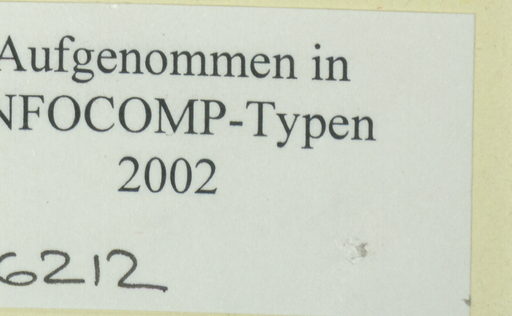 Aufgenommen in
NFOCOMP-Typen
2002
6212